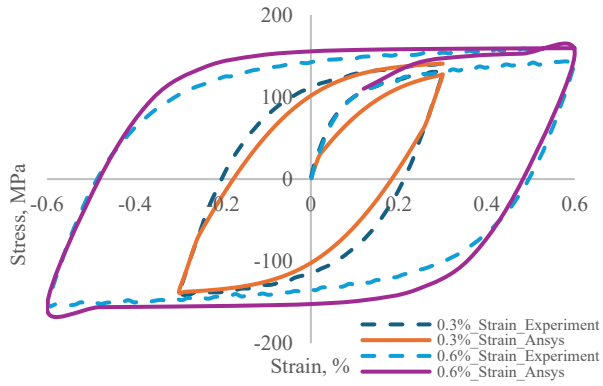 200
100
0
-0.6
-0.4
-0.2
0
0.2
0.4
0.6
-100
-200
Stress, MPa
Strain, %
0.3%_Strain_Experiment
0.3%_Strain_Ansys
0.6%_Strain_Experiment
0.6%_Strain_Ansys